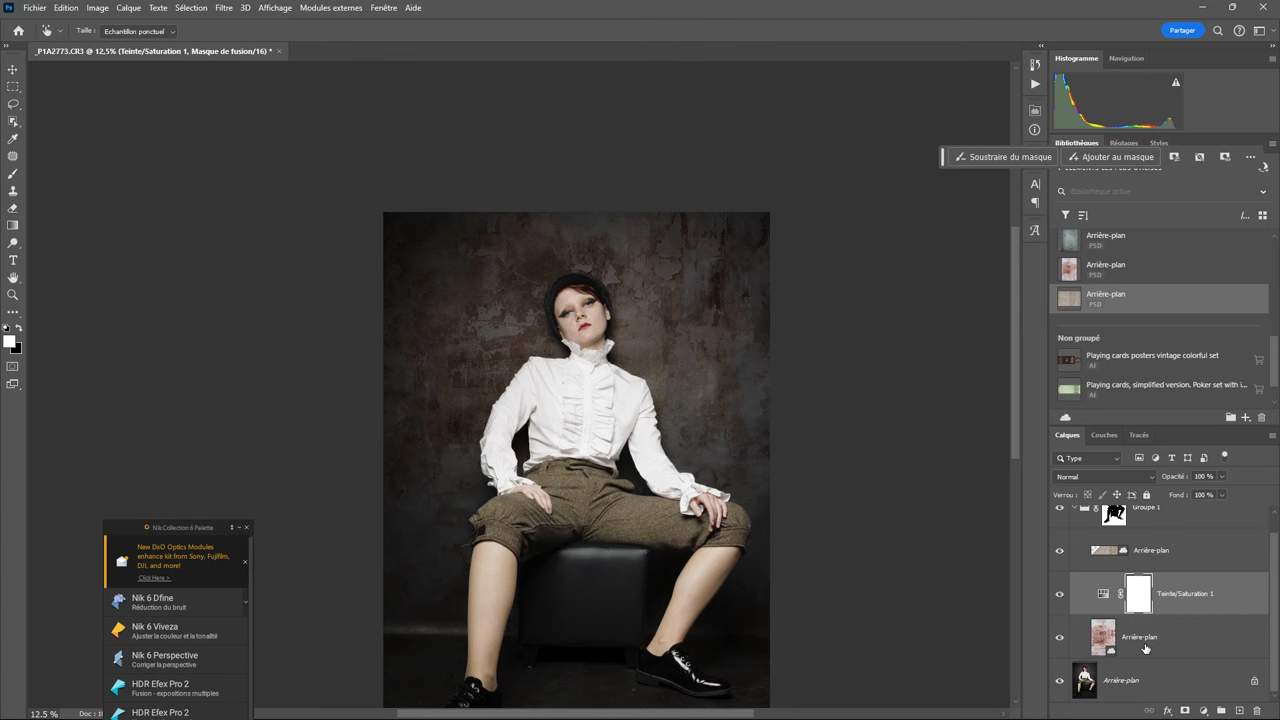 Fichier Edition Image Calque Texte Sélection Filtre 3D Affichage Modules externes Fenêtre Aide
Taille : Echantillon ponctuel
Partager
_P1A2773.CR3 @ 12,5% (Teinte/Saturation 1, Masque de fusion/16) *
Histogramme Navigation
Bibliothèques Réglages Styles
Soustraire du masque Ajouter au masque
Bibliothèque active
Arrière-plan
PSD
Arrière-plan
PSD
Arrière-plan
PSD
Non groupé
Playing cards posters vintage colorful set
AI
Playing cards, simplified version. Poker set with i...
AI
Calques Couches Tracés
Type
Normal Opacité : 100 %
Verrou : Fond : 100 %
Groupe 1
Arrière-plan
Teinte/Saturation 1
Arrière-plan
Arrière-plan
Nik Collection 6 Palette
New DxO Optics Modules
enhance kit from Sony, Fujifilm,
DJI, and more!
Click Here >
Nik 6 Dfine
Réduction du bruit
Nik 6 Viveza
Ajuster la couleur et la tonalité
Nik 6 Perspective
Corriger la perspective
HDR Efex Pro 2
Fusion - expositions multiples
HDR Efex Pro 2
12,5 % Doc :